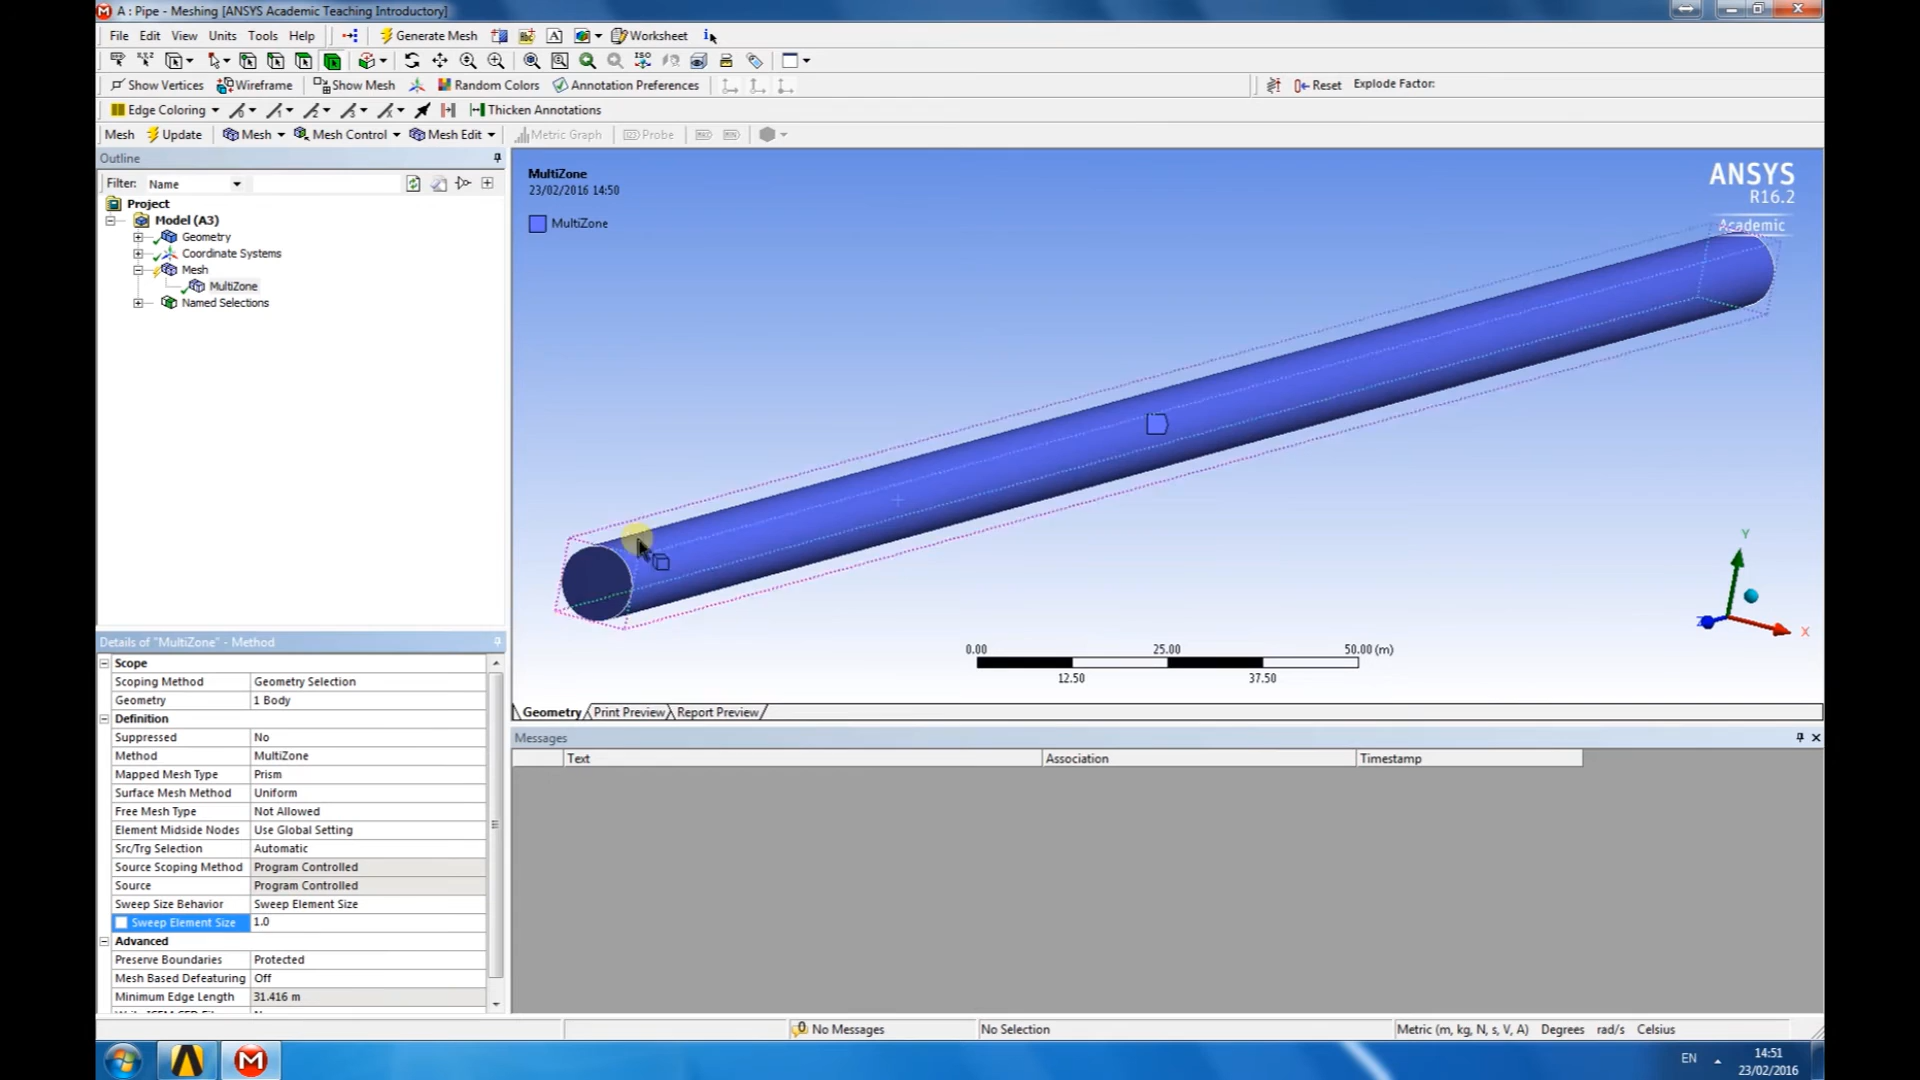 A : Pipe - Meshing [ANSYS Academic Teaching Introductory]
File Edit View Units Tools Help Generate Mesh A Worksheet
ISO
Show Vertices Wireframe Show Mesh Random Colors Annotation Preferences Reset Explode Factor:
Edge Coloring Thicken Annotations
Mesh Update Mesh Mesh Control Mesh Edit Metric Graph Probe
Outline
Filter: Name
Project
Model (A3)
Geometry
Coordinate Systems
Mesh
MultiZone
Named Selections
MultiZone
23/02/2016 14:50
MultiZone
ANSYS
R16.2
Academic
Y
X
Z
0.00 25.00 50.00 (m)
12.50 37.50
Geometry Print Preview Report Preview
Details of "MultiZone" - Method
Scope
Scoping Method Geometry Selection
Geometry 1 Body
Definition
Suppressed No
Method MultiZone
Mapped Mesh Type Prism
Surface Mesh Method Uniform
Free Mesh Type Not Allowed
Element Midside Nodes Use Global Setting
Src/Trg Selection Automatic
Source Scoping Method Program Controlled
Source Program Controlled
Sweep Size Behavior Sweep Element Size
Sweep Element Size 1.0
Advanced
Preserve Boundaries Protected
Mesh Based Defeaturing Off
Minimum Edge Length 31.416 m
Messages
Text Association Timestamp
No Messages No Selection Metric (m, kg, N, s, V, A) Degrees rad/s Celsius
EN
14:51
23/02/2016